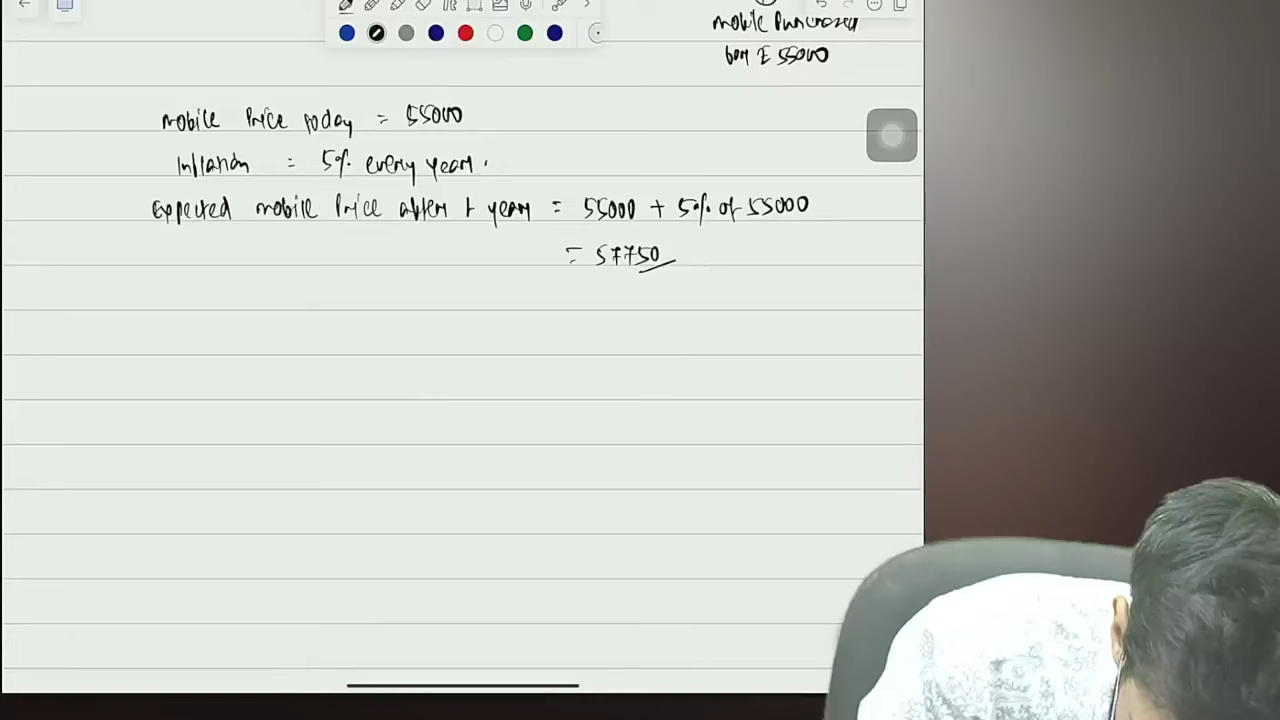 mobile Purchased
for ₹ 55000
mobile Price today = 55000
Inflation = 5% every year.
Expected mobile Price after 1 year = 55000 + 5% of 55000
= 57750